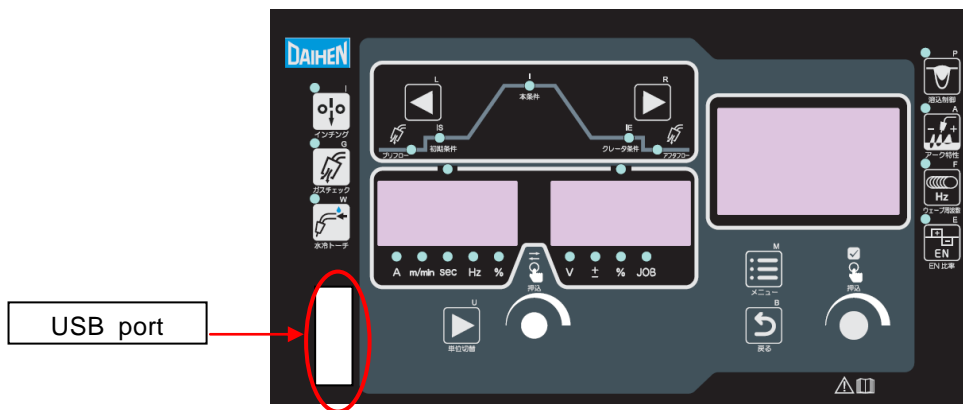 DAIHEN
I
インチング
G
ガスチェック
W
水冷トーチ
L
I
本条件
R
IS
初期条件
IE
クレータ条件
プリフロー
アフタフロー
A m/min sec Hz %
V ± % JOB
押込
U
単位切替
M
メニュー
B
戻る
押込
P
溶込制御
A
- +
アーク特性
F
Hz
ウェーブ周波数
E
+ -
EN
EN比率
USB port